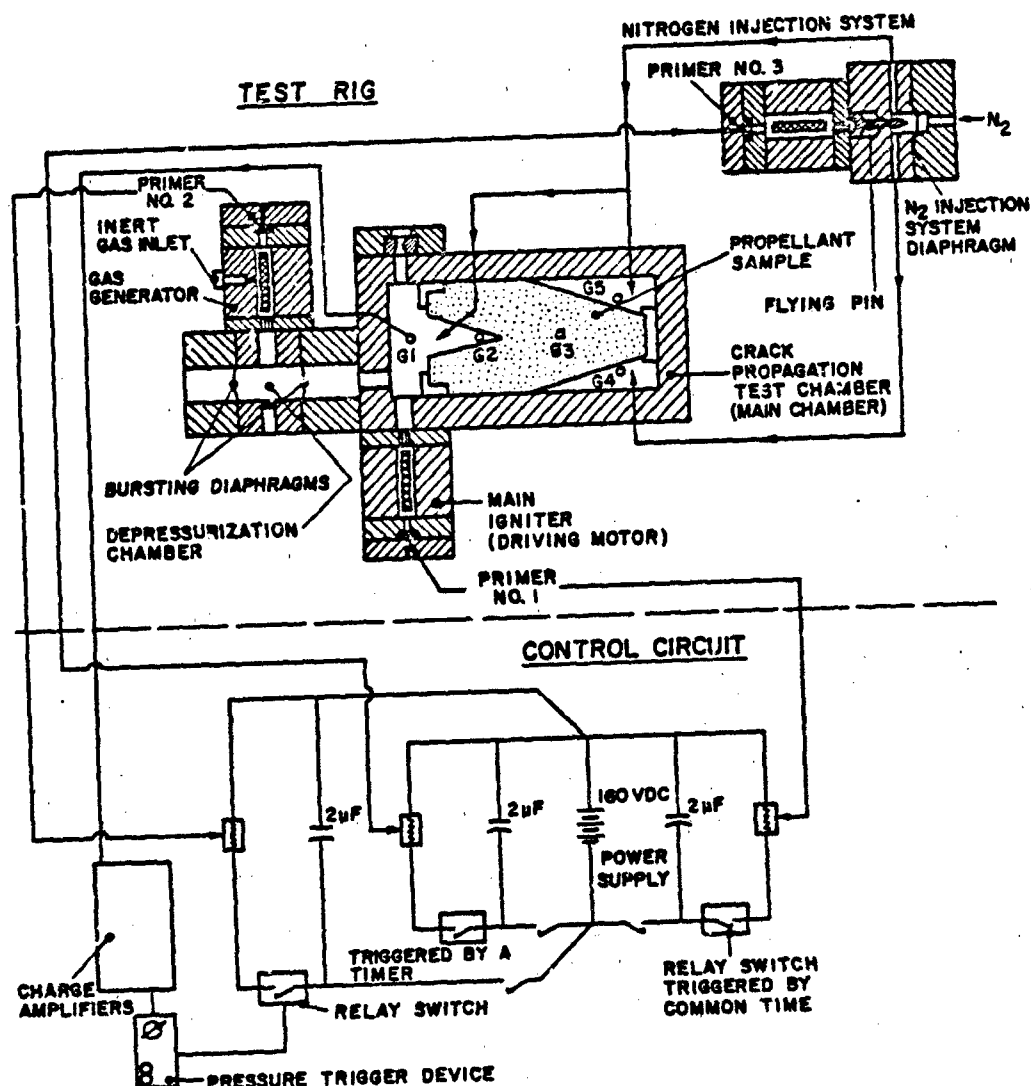 NITROGEN INJECTION SYSTEM
PRIMER NO. 3
TEST RIG
N2
PRIMER
NO. 2
INERT
GAS INLET
GAS
GENERATOR
N2 INJECTION
SYSTEM
DIAPHRAGM
PROPELLANT
SAMPLE
FLYING PIN
G1
G2
G3
G4
G5
CRACK
PROPAGATION
TEST CHAMBER
(MAIN CHAMBER)
BURSTING DIAPHRAGMS
DEPRESSURIZATION
CHAMBER
MAIN
IGNITER
(DRIVING MOTOR)
PRIMER
NO. 1
CONTROL CIRCUIT
2µF
2µF
160 VDC
2µF
POWER
SUPPLY
TRIGGERED BY A
TIMER
RELAY SWITCH
RELAY SWITCH
TRIGGERED BY
COMMON TIME
CHARGE
AMPLIFIERS
PRESSURE TRIGGER DEVICE